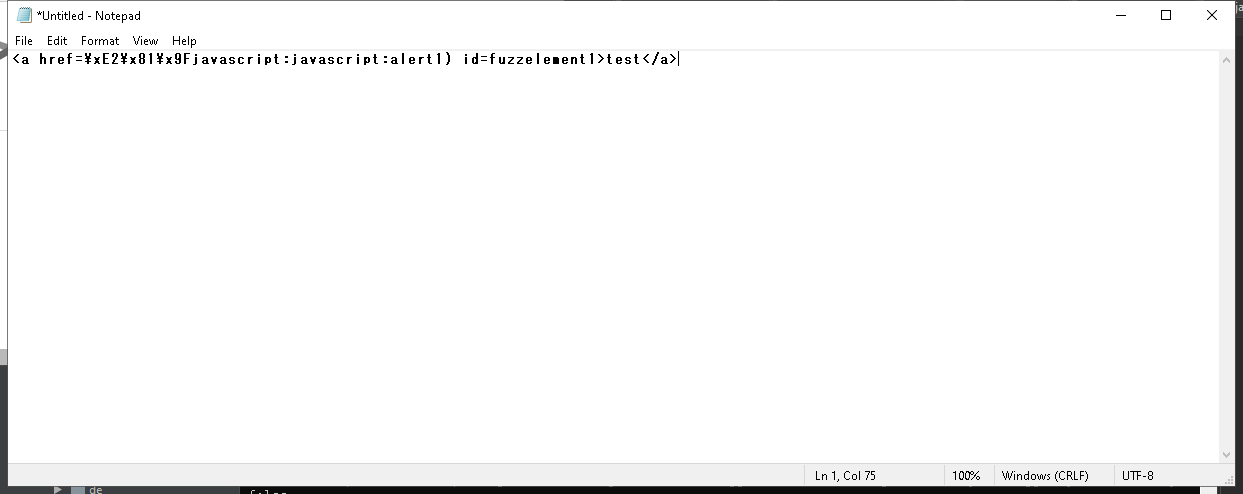 *Untitled - Notepad
File Edit Format View Help
<a href=¥xE2¥x81¥x9Fjavascript:javascript:alert1) id=fuzzelement1>test</a>
Ln 1, Col 75 100% Windows (CRLF) UTF-8
de